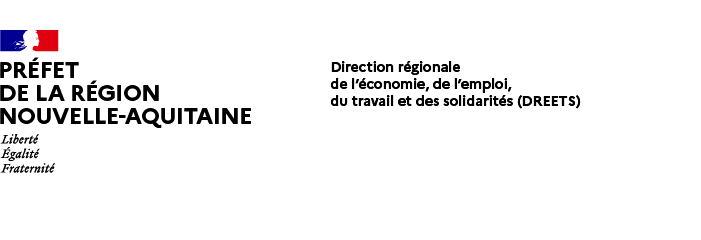 PRÉFET
DE LA RÉGION
NOUVELLE-AQUITAINE
Liberté
Égalité
Fraternité
Direction régionale
de l'économie, de l'emploi,
du travail et des solidarités (DREETS)